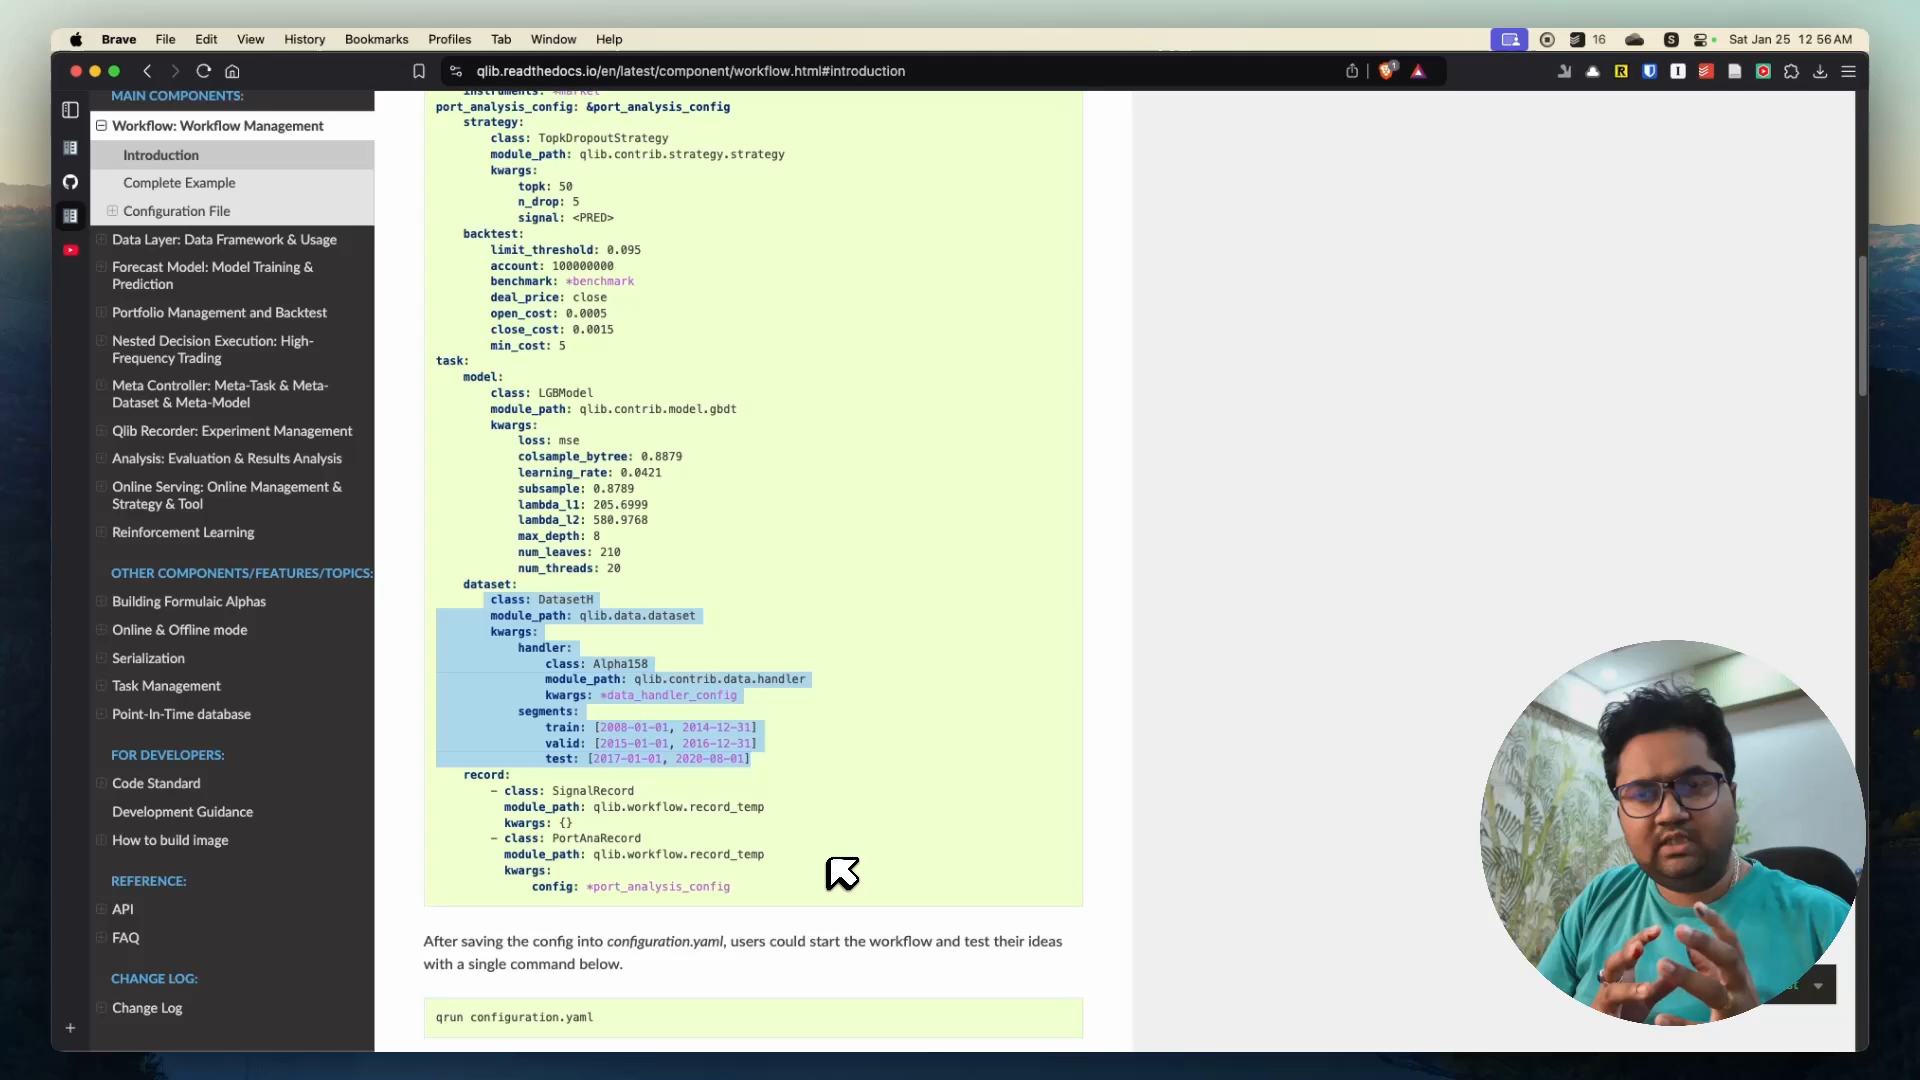 Brave File Edit View History Bookmarks Profiles Tab Window Help
16
Sat Jan 25 12 56 AM
qlib.readthedocs.io/en/latest/component/workflow.html#introduction
1
MAIN COMPONENTS:
Workflow: Workflow Management
Introduction
Complete Example
Configuration File
Data Layer: Data Framework & Usage
Forecast Model: Model Training &
Prediction
Portfolio Management and Backtest
Nested Decision Execution: High-
Frequency Trading
Meta Controller: Meta-Task & Meta-
Dataset & Meta-Model
Qlib Recorder: Experiment Management
Analysis: Evaluation & Results Analysis
Online Serving: Online Management &
Strategy & Tool
Reinforcement Learning
OTHER COMPONENTS/FEATURES/TOPICS:
Building Formulaic Alphas
Online & Offline mode
Serialization
Task Management
Point-In-Time database
FOR DEVELOPERS:
Code Standard
Development Guidance
How to build image
REFERENCE:
API
FAQ
CHANGE LOG:
Change Log
instruments: *market
port_analysis_config: &port_analysis_config
strategy:
class: TopkDropoutStrategy
module_path: qlib.contrib.strategy.strategy
kwargs:
topk: 50
n_drop: 5
signal: <PRED>
backtest:
limit_threshold: 0.095
account: 100000000
benchmark: *benchmark
deal_price: close
open_cost: 0.0005
close_cost: 0.0015
min_cost: 5
task:
model:
class: LGBModel
module_path: qlib.contrib.model.gbdt
kwargs:
loss: mse
colsample_bytree: 0.8879
learning_rate: 0.0421
subsample: 0.8789
lambda_l1: 205.6999
lambda_l2: 580.9768
max_depth: 8
num_leaves: 210
num_threads: 20
dataset:
class: DatasetH
module_path: qlib.data.dataset
kwargs:
handler:
class: Alpha158
module_path: qlib.contrib.data.handler
kwargs: *data_handler_config
segments:
train: [2008-01-01, 2014-12-31]
valid: [2015-01-01, 2016-12-31]
test: [2017-01-01, 2020-08-01]
record:
- class: SignalRecord
module_path: qlib.workflow.record_temp
kwargs: {}
- class: PortAnaRecord
module_path: qlib.workflow.record_temp
kwargs:
config: *port_analysis_config
After saving the config into configuration.yaml, users could start the workflow and test their ideas
with a single command below.
qrun configuration.yaml